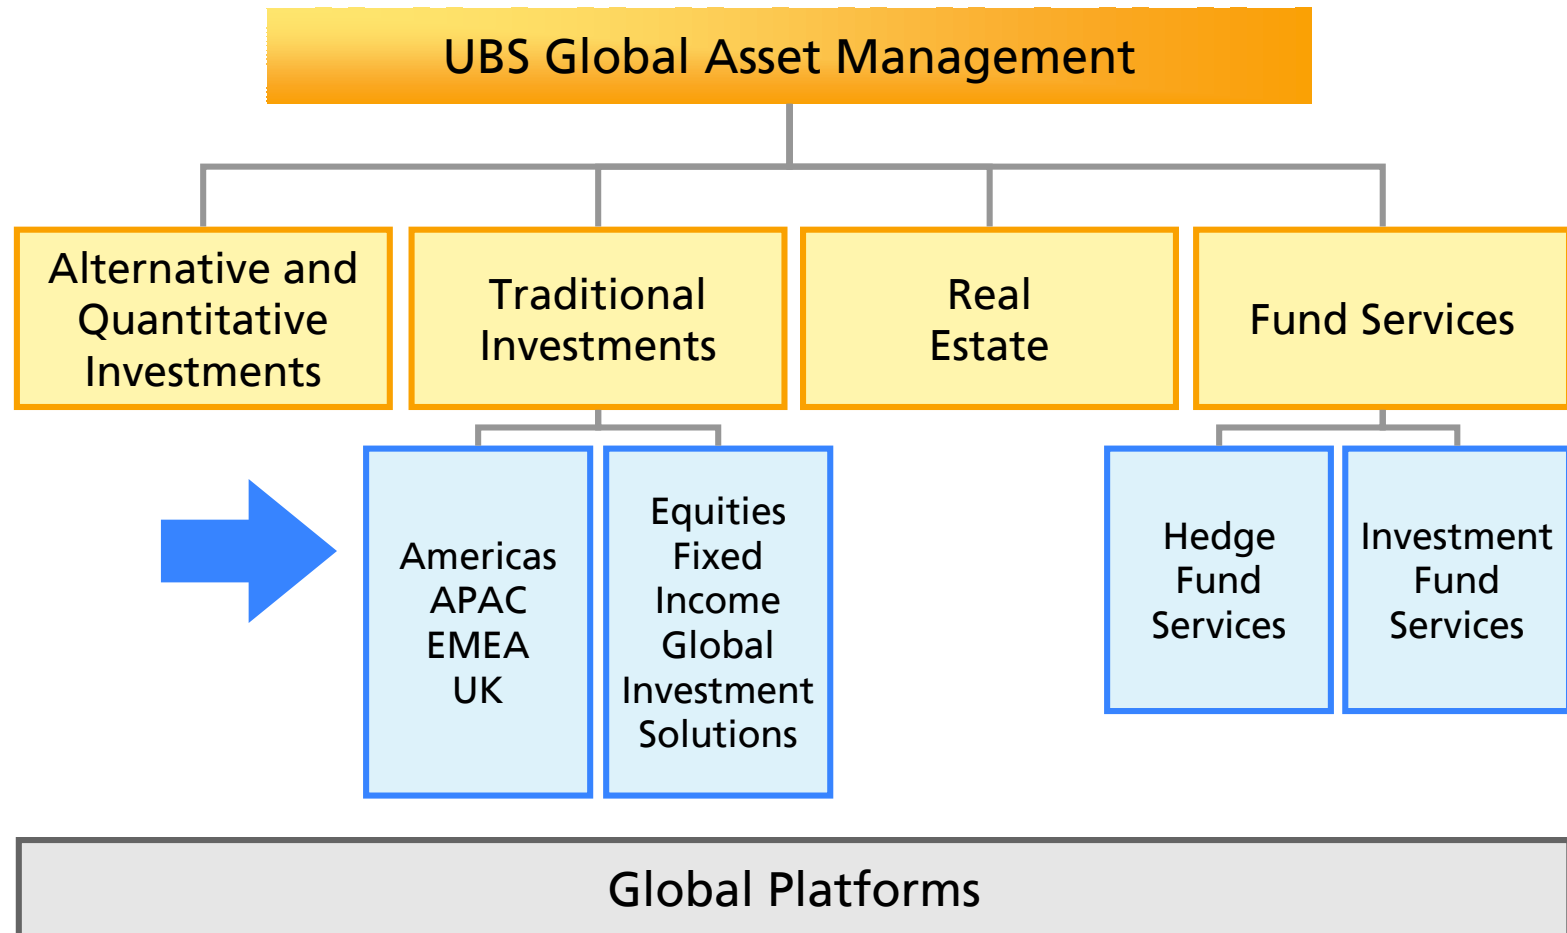 UBS Global Asset Management
Alternative and
Quantitative
Investments
Traditional
Investments
Real
Estate
Fund Services
Americas
APAC
EMEA
UK
Equities
Fixed
Income
Global
Investment
Solutions
Hedge
Fund
Services
Investment
Fund
Services
Global Platforms